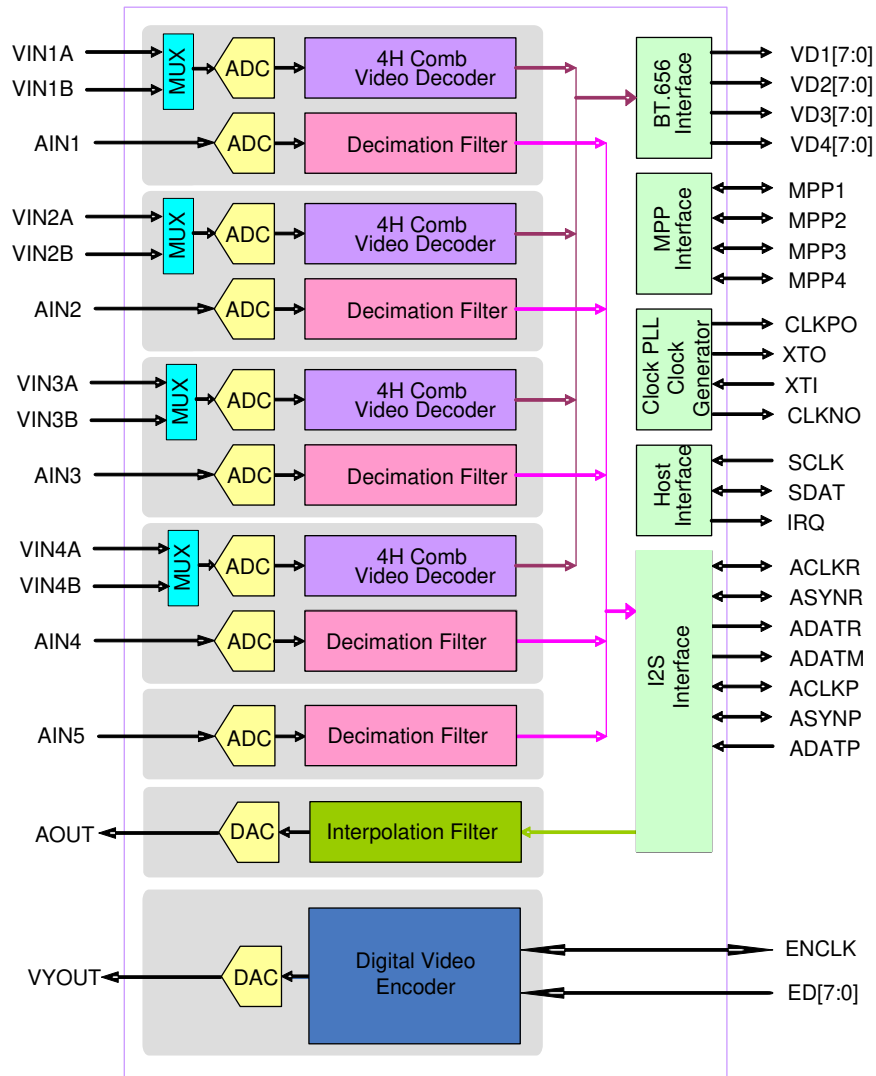 VIN1A
VIN1B
MUX
ADC
4H Comb
Video Decoder
AIN1
ADC
Decimation Filter
VIN2A
VIN2B
MUX
ADC
4H Comb
Video Decoder
AIN2
ADC
Decimation Filter
VIN3A
VIN3B
MUX
ADC
4H Comb
Video Decoder
AIN3
ADC
Decimation Filter
VIN4A
VIN4B
MUX
ADC
4H Comb
Video Decoder
AIN4
ADC
Decimation Filter
AIN5
ADC
Decimation Filter
AOUT
DAC
Interpolation Filter
VYOUT
DAC
Digital Video
Encoder
BT.656
Interface
VD1[7:0]
VD2[7:0]
VD3[7:0]
VD4[7:0]
MPP
Interface
MPP1
MPP2
MPP3
MPP4
Clock PLL
Clock
Generator
CLKPO
XTO
XTI
CLKNO
Host
Interface
SCLK
SDAT
IRQ
I2S
Interface
ACLKR
ASYNR
ADATR
ADATM
ACLKP
ASYNP
ADATP
ENCLK
ED[7:0]